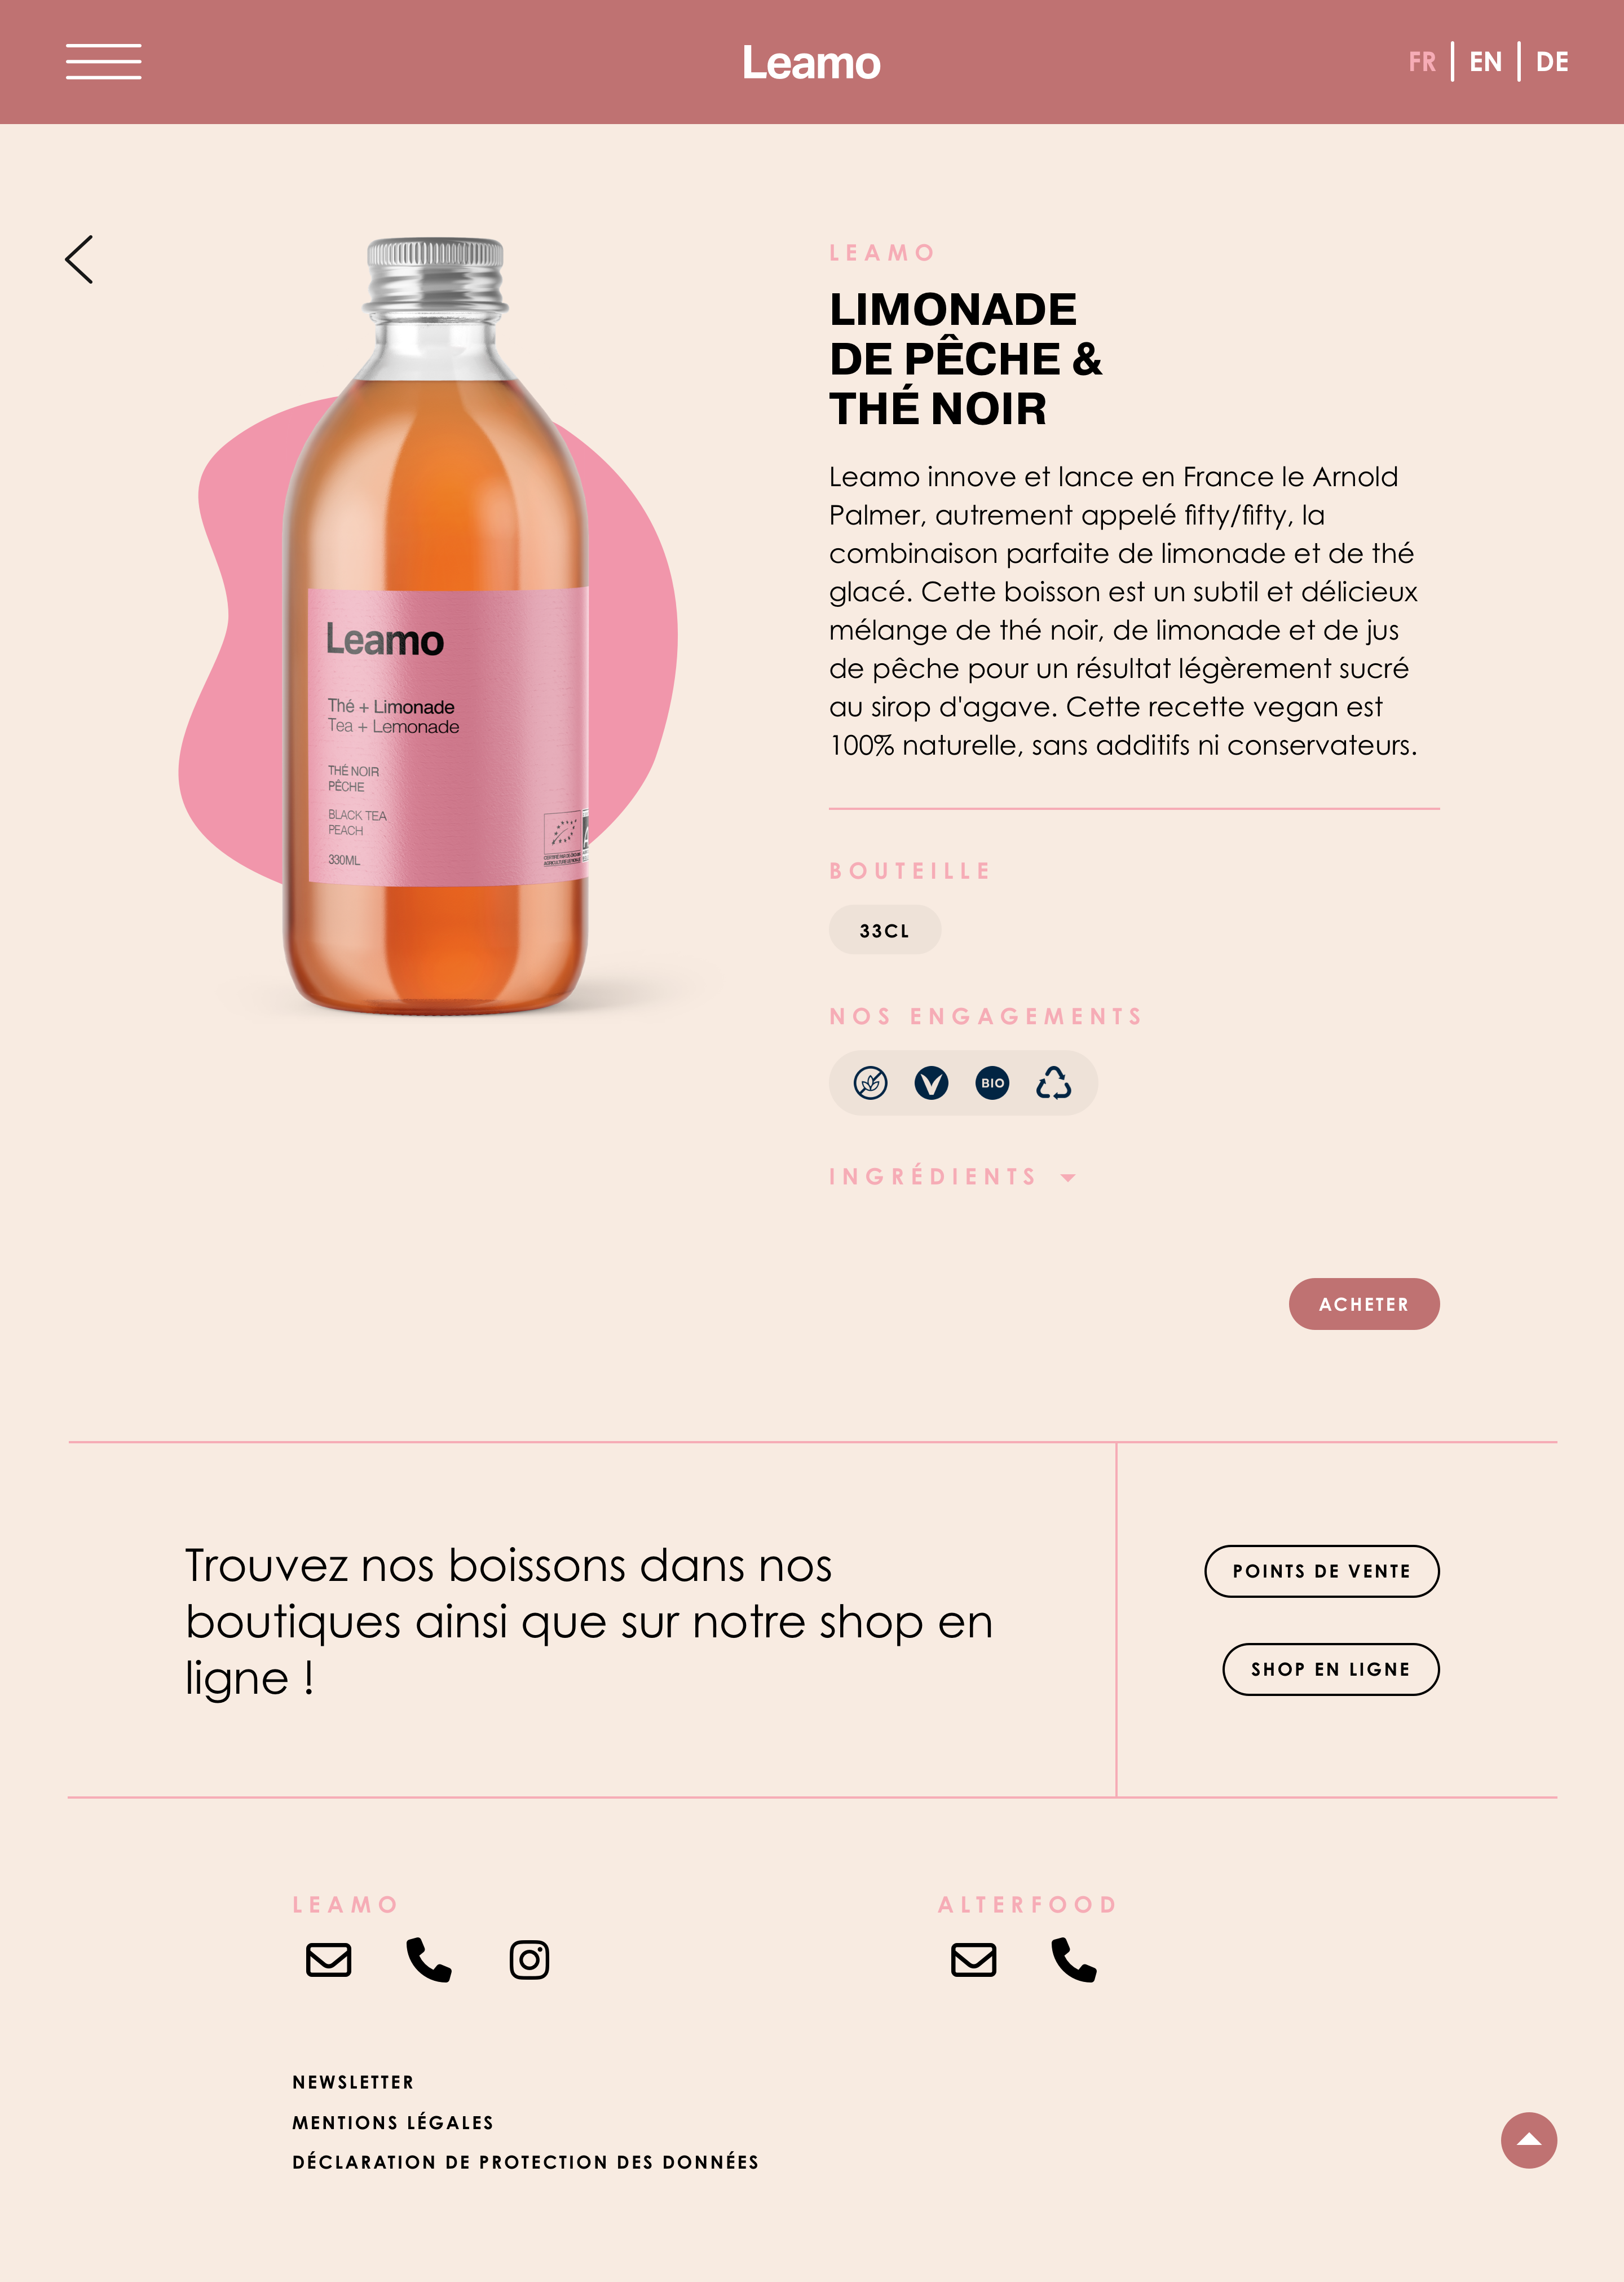 Leamo
FR | EN | DE
LEAMO
LIMONADE
DE PÊCHE &
THÉ NOIR
Leamo innove et lance en France le Arnold
Palmer, autrement appelé fifty/fifty, la
combinaison parfaite de limonade et de thé
glacé. Cette boisson est un subtil et délicieux
mélange de thé noir, de limonade et de jus
de pêche pour un résultat légèrement sucré
au sirop d'agave. Cette recette vegan est
100% naturelle, sans additifs ni conservateurs.
Leamo
Thé + Limonade
Tea + Lemonade
THÉ NOIR
PÊCHE
BLACK TEA
PEACH
330ML
BOUTEILLE
33CL
NOS ENGAGEMENTS
BIO
INGRÉDIENTS
ACHETER
Trouvez nos boissons dans nos
boutiques ainsi que sur notre shop en
ligne !
POINTS DE VENTE
SHOP EN LIGNE
LEAMO
ALTERFOOD
NEWSLETTER
MENTIONS LÉGALES
DÉCLARATION DE PROTECTION DES DONNÉES